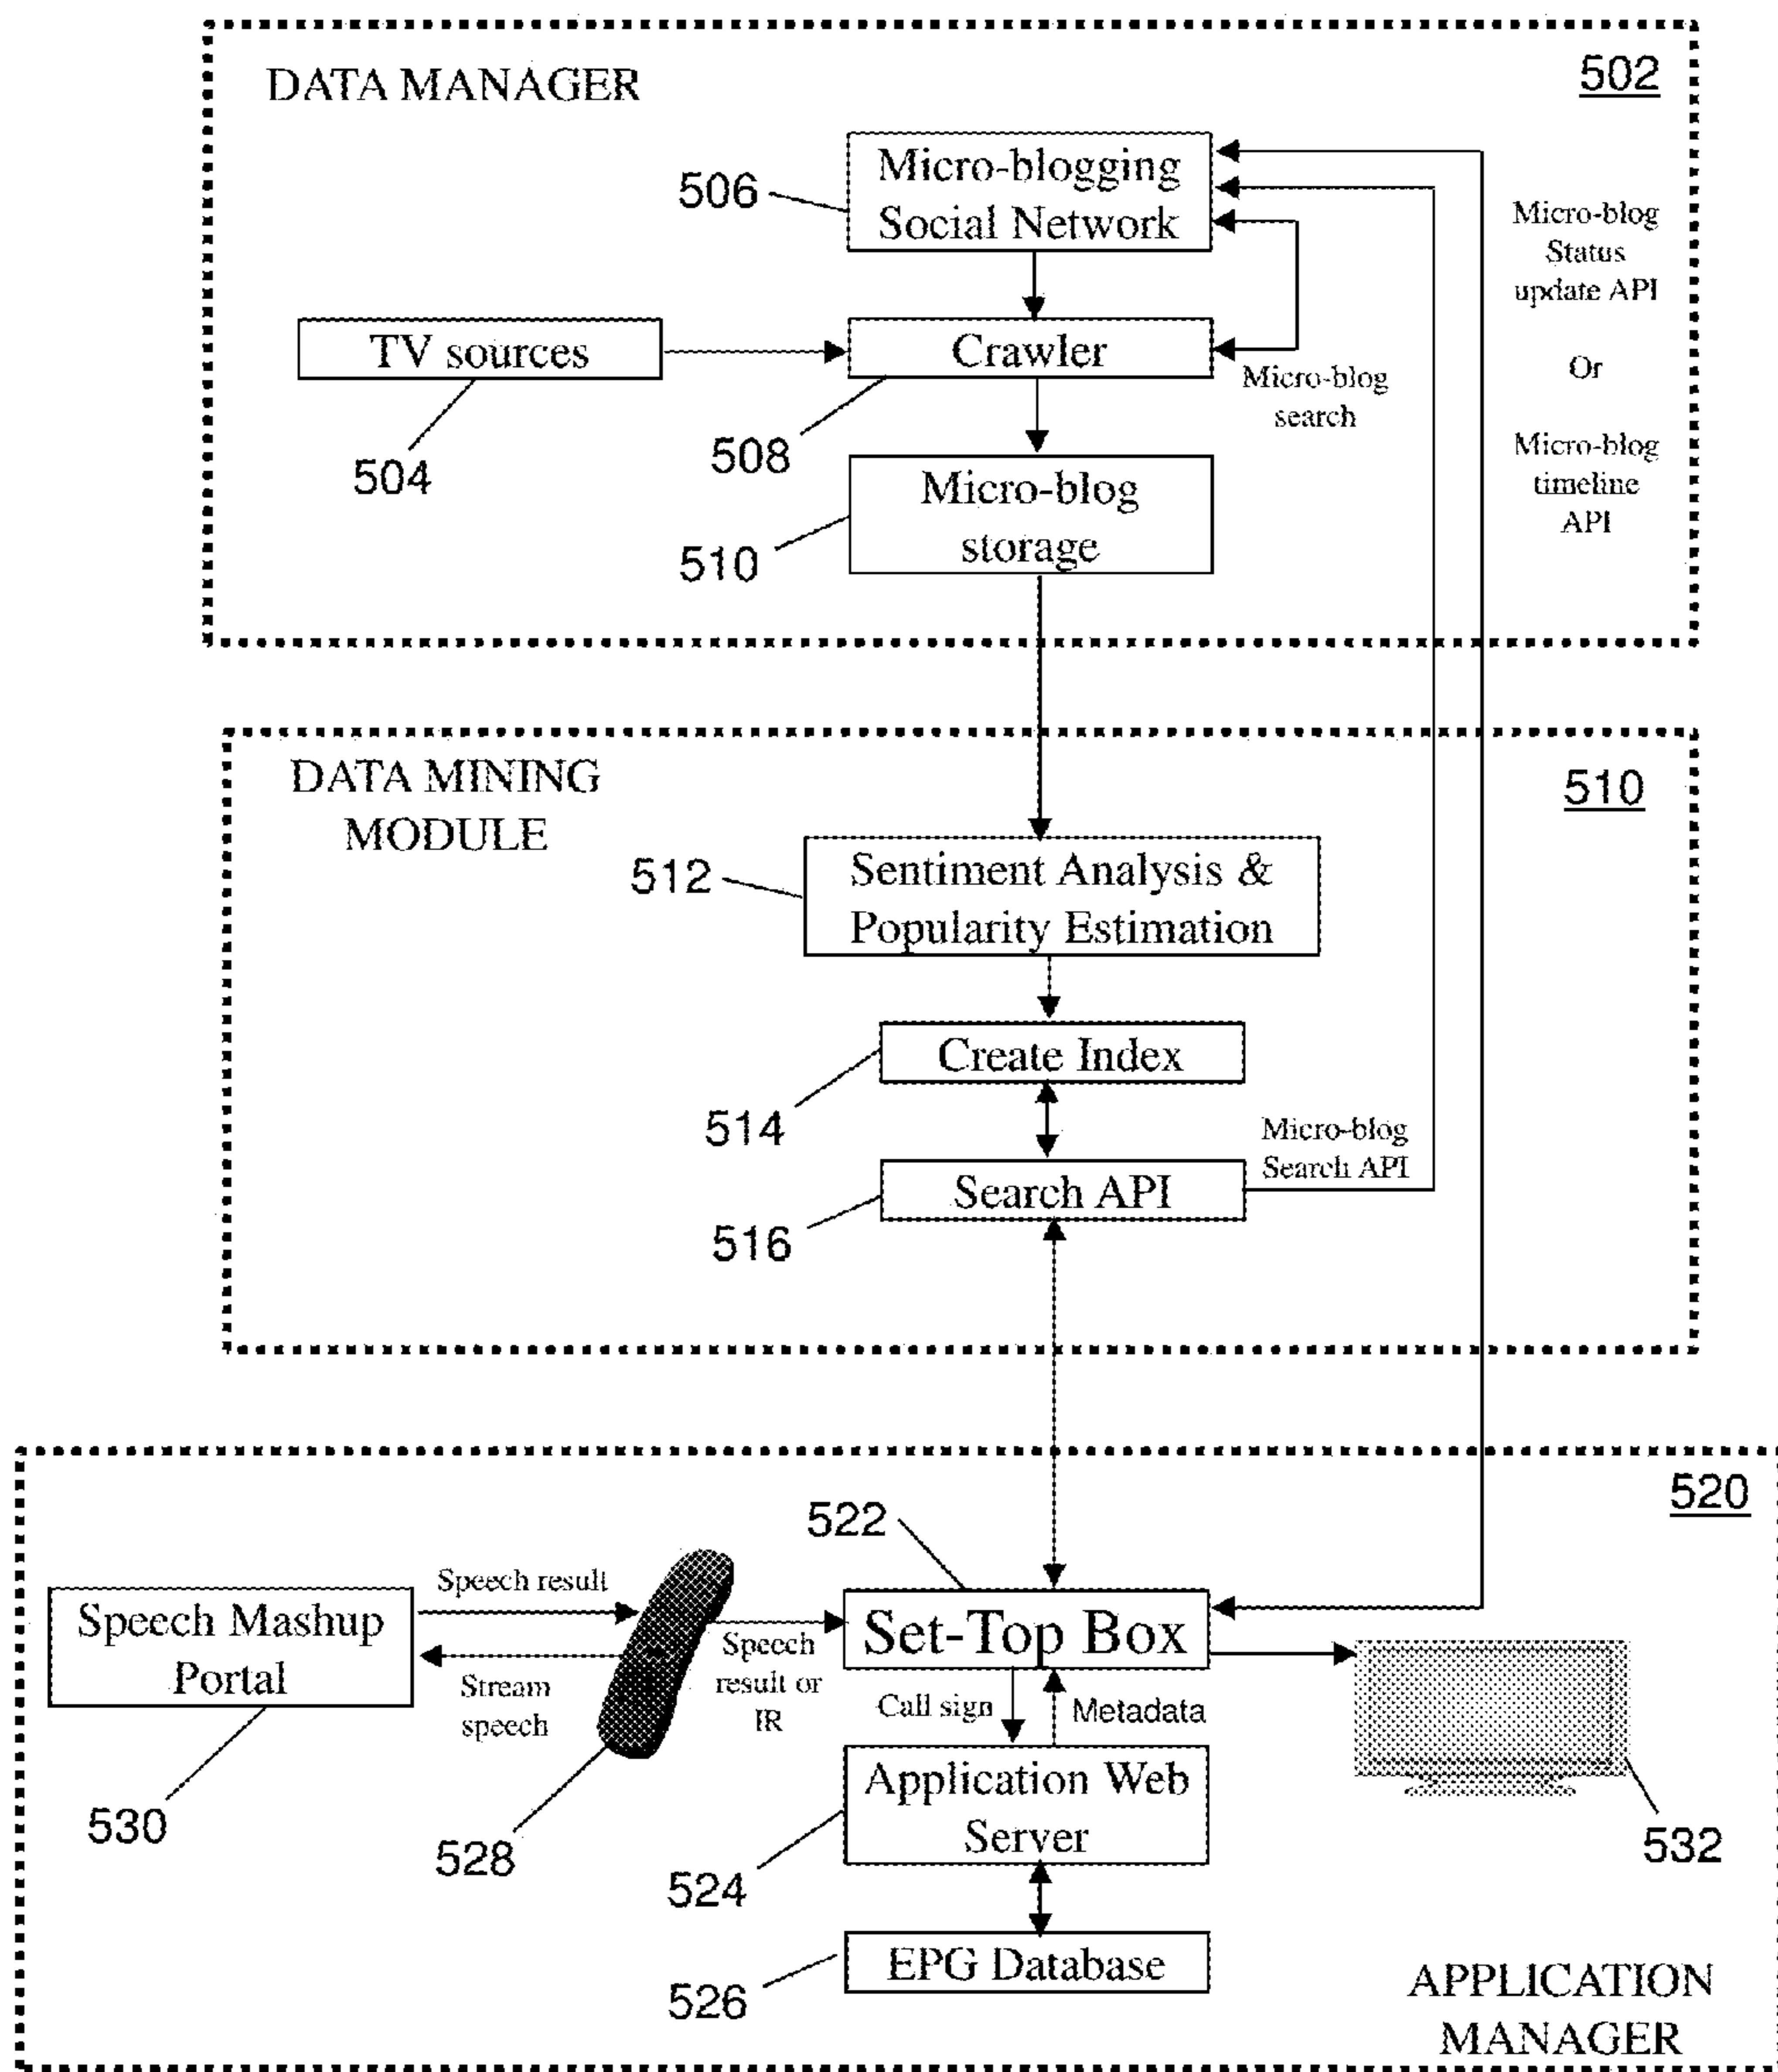 DATA MANAGER
502
Micro-blogging
Social Network
506
Micro-blog
Status
update API
Or
Micro-blog
timeline
API
TV sources
504
Crawler
508
Micro-blog
search
Micro-blog
storage
510
DATA MINING
MODULE
510
Sentiment Analysis &
Popularity Estimation
512
Create Index
514
Micro-blog
Search API
Search API
516
520
522
Speech Mashup
Portal
530
Speech result
Stream
speech
528
Speech
result or
IR
Set-Top Box
Call sign
Metadata
Application Web
Server
524
532
EPG Database
526
APPLICATION
MANAGER